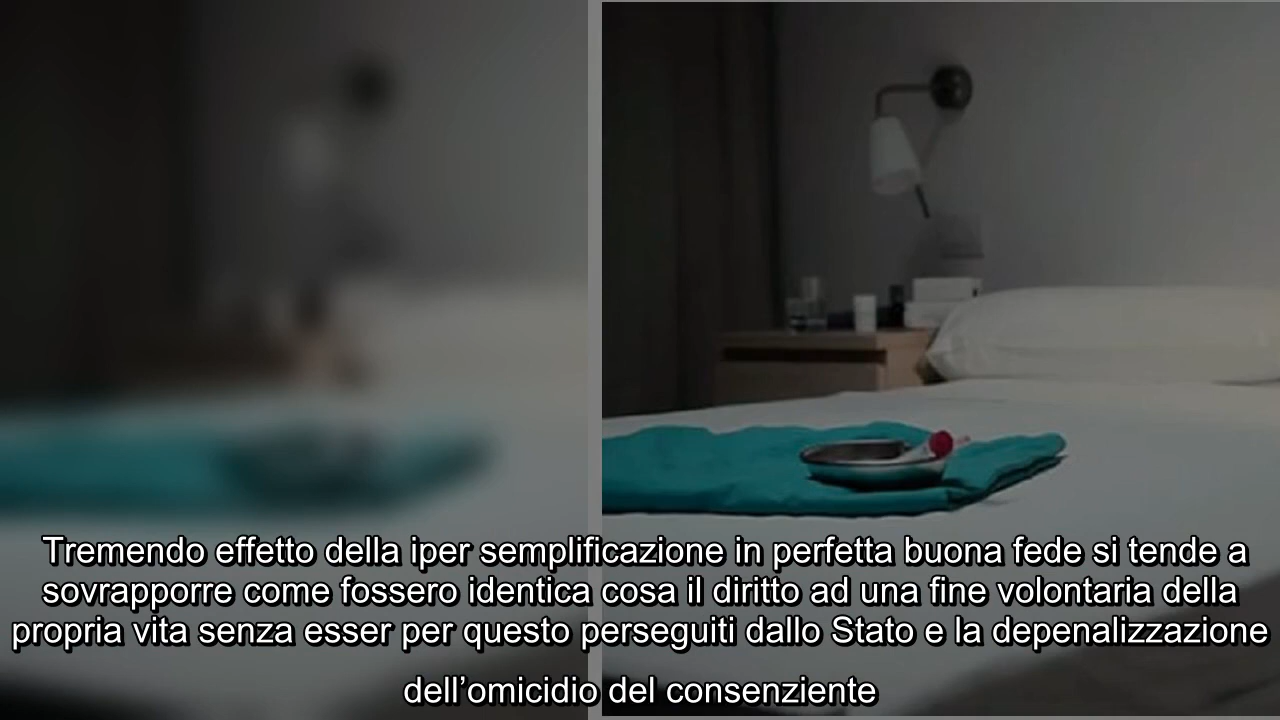 Tremendo effetto della iper semplificazione in perfetta buona fede si tende a
sovrapporre come fossero identica cosa il diritto ad una fine volontaria della
propria vita senza esser per questo perseguiti dallo Stato e la depenalizzazione
dell’omicidio del consenziente